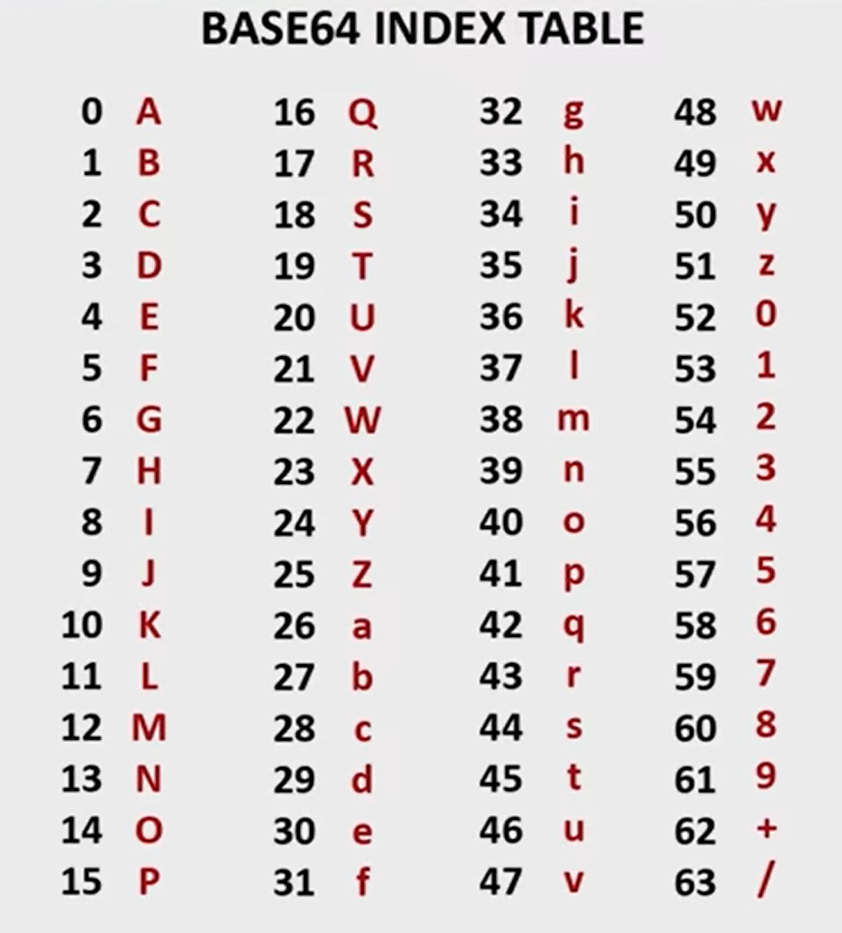 BASE64 INDEX TABLE
0 A 16 Q 32 g 48 w
1 B 17 R 33 h 49 x
2 C 18 S 34 i 50 y
3 D 19 T 35 j 51 z
4 E 20 U 36 k 52 0
5 F 21 V 37 l 53 1
6 G 22 W 38 m 54 2
7 H 23 X 39 n 55 3
8 I 24 Y 40 o 56 4
9 J 25 Z 41 p 57 5
10 K 26 a 42 q 58 6
11 L 27 b 43 r 59 7
12 M 28 c 44 s 60 8
13 N 29 d 45 t 61 9
14 O 30 e 46 u 62 +
15 P 31 f 47 v 63 /